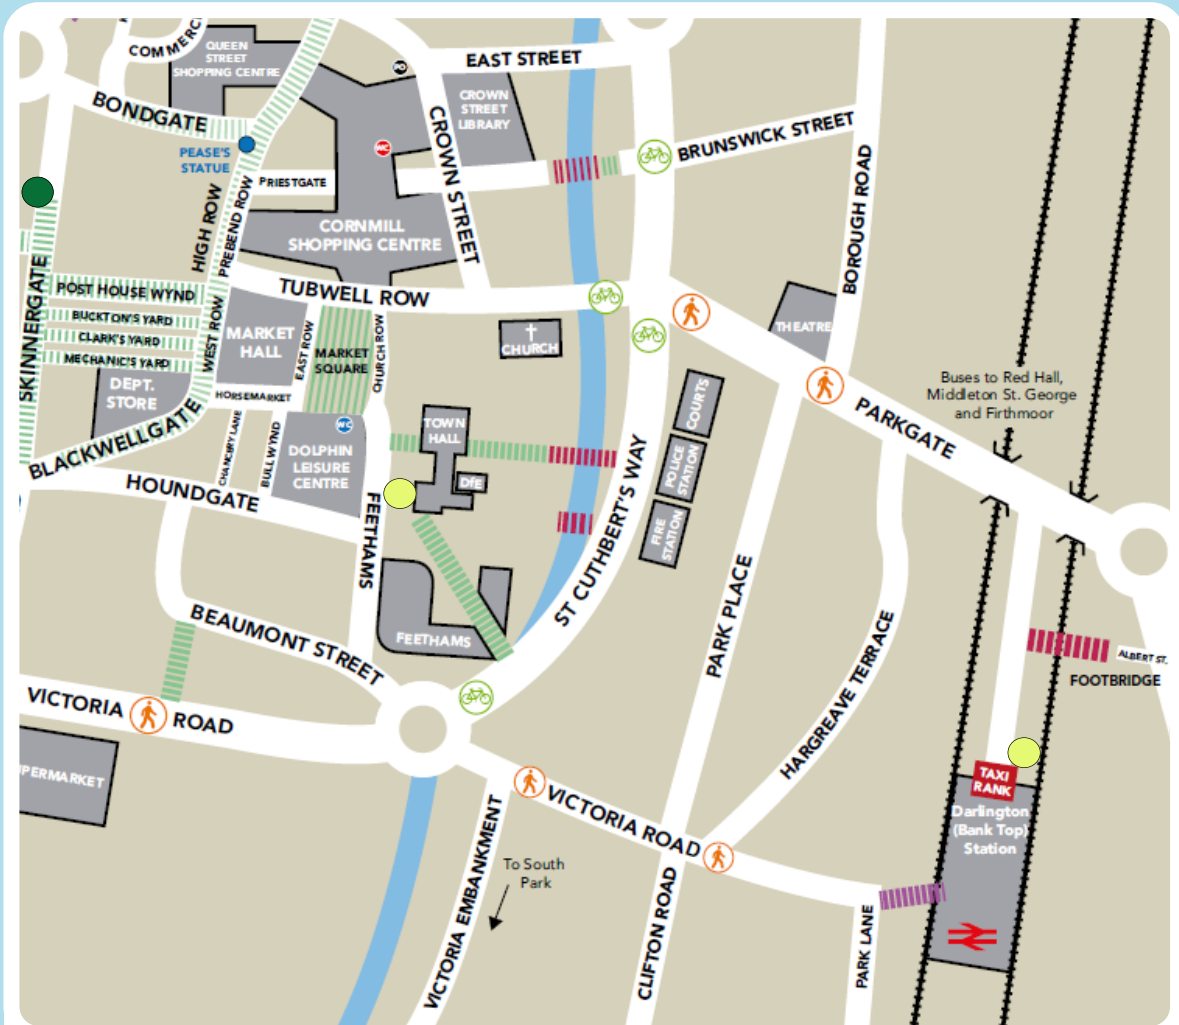 COMMERC
QUEEN
STREET
SHOPPING CENTRE
EAST STREET
PO
BONDGATE
CROWN
STREET
LIBRARY
CROWN STREET
WC
BRUNSWICK STREET
PEASE'S
STATUE
PRIESTGATE
HIGH ROW
PREBEND ROW
CORNMILL
SHOPPING CENTRE
BOROUGH ROAD
SKINNERGATE
POST HOUSE WYND
BUCKTON'S YARD
CLARK'S YARD
MECHANIC'S YARD
WEST ROW
TUBWELL ROW
MARKET
HALL
EAST ROW
MARKET
SQUARE
CHURCH ROW
CHURCH
THEATRE
DEPT.
STORE
HORSEMARKET
COURTS
Buses to Red Hall,
Middleton St. George
and Firthmoor
PARKGATE
BLACKWELLGATE
CHANCERY LANE
BULL WYND
WC
DOLPHIN
LEISURE
CENTRE
TOWN
HALL
DfE
POLICE
STATION
FIRE
STATION
HOUNDGATE
FEETHAMS
ST CUTHBERT'S WAY
PARK PLACE
HARGREAVE TERRACE
BEAUMONT STREET
FEETHAMS
ALBERT ST.
FOOTBRIDGE
VICTORIA ROAD
UPERMARKET
TAXI
RANK
Darlington
(Bank Top)
Station
VICTORIA ROAD
VICTORIA EMBANKMENT
To South
Park
CLIFTON ROAD
PARK LANE